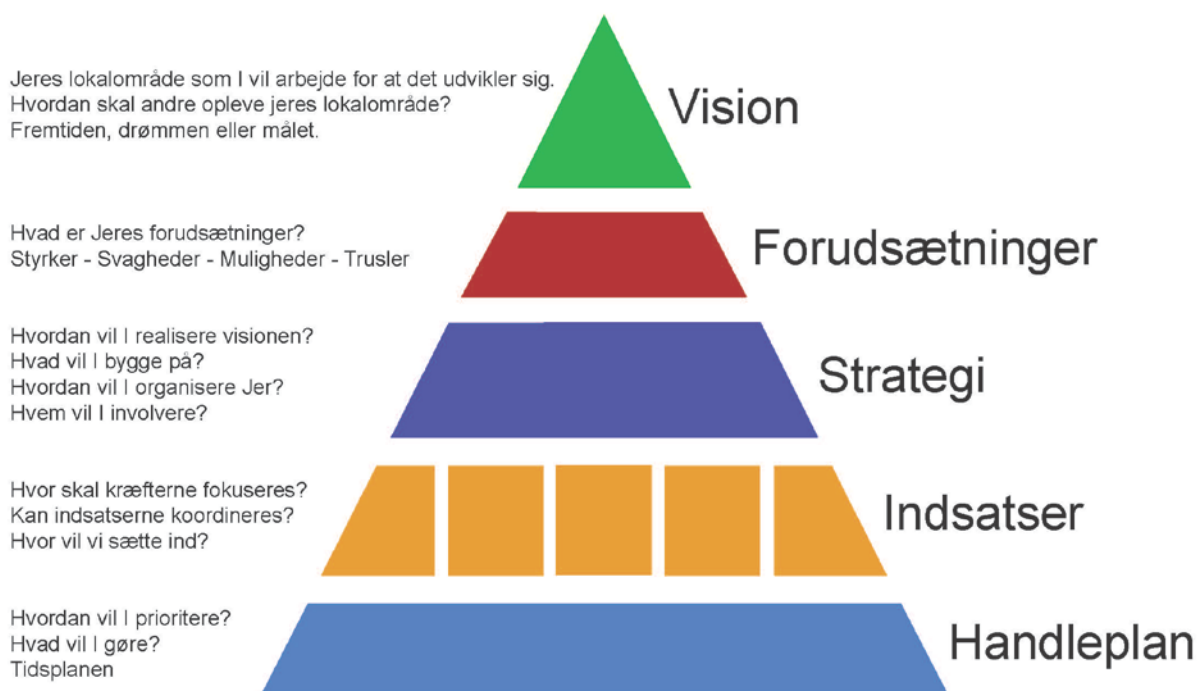 Jeres lokalområde som I vil arbejde for at det udvikler sig.
Hvordan skal andre opleve jeres lokalområde?
Fremtiden, drømmen eller målet.
Vision
Hvad er Jeres forudsætninger?
Styrker - Svagheder - Muligheder - Trusler
Forudsætninger
Hvordan vil I realisere visionen?
Hvad vil I bygge på?
Hvordan vil I organisere Jer?
Hvem vil I involvere?
Strategi
Hvor skal kræfterne fokuseres?
Kan indsatserne koordineres?
Hvor vil vi sætte ind?
Indsatser
Hvordan vil I prioritere?
Hvad vil I gøre?
Tidsplanen
Handleplan